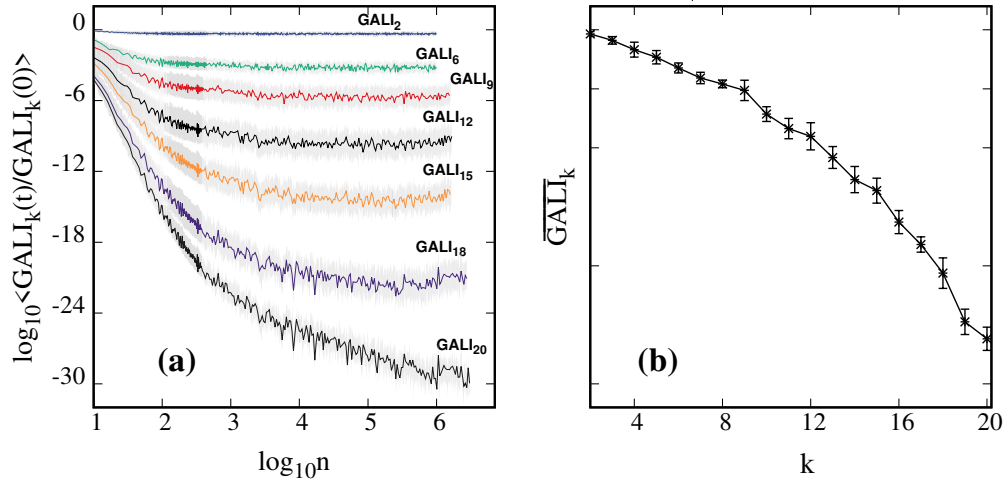 0
-6
-12
-18
-24
-30
log₁₀<GALIₖ(t)/GALIₖ(0)>
GALI₂
GALI₆
GALI₉
GALI₁₂
GALI₁₅
GALI₁₈
GALI₂₀
(a)
1 2 3 4 5 6
log₁₀n
G̅A̅L̅I̅ₖ
(b)
4 8 12 16 20
k